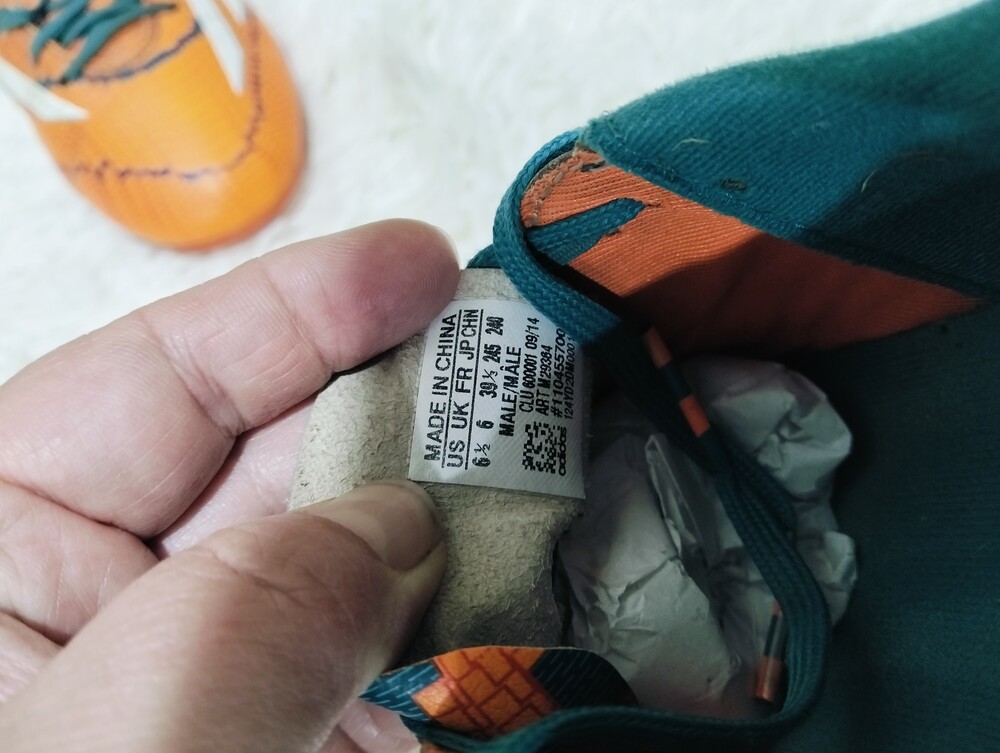 MADE IN CHINA
US UK FR JP CHN
6½ 6 39⅓ 245 240
MALE/MÂLE
CLU 600001 09/14
ART M29384
adidas